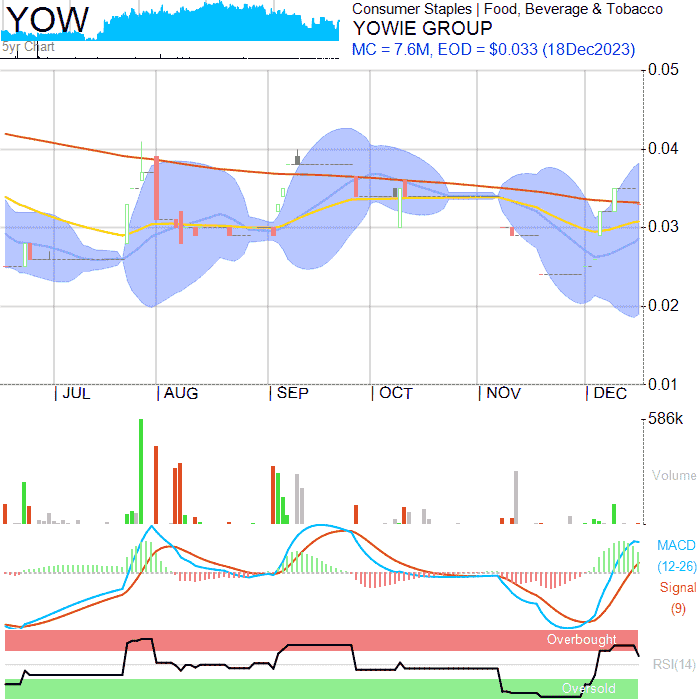 YOW
5yr Chart
Consumer Staples | Food, Beverage & Tobacco
YOWIE GROUP
MC = 7.6M, EOD = $0.033 (18Dec2023)
0.05
0.04
0.03
0.02
0.01
| JUL | AUG | SEP | OCT | NOV | DEC
586k
Volume
MACD
(12-26)
Signal
(9)
Overbought
RSI(14)
Oversold